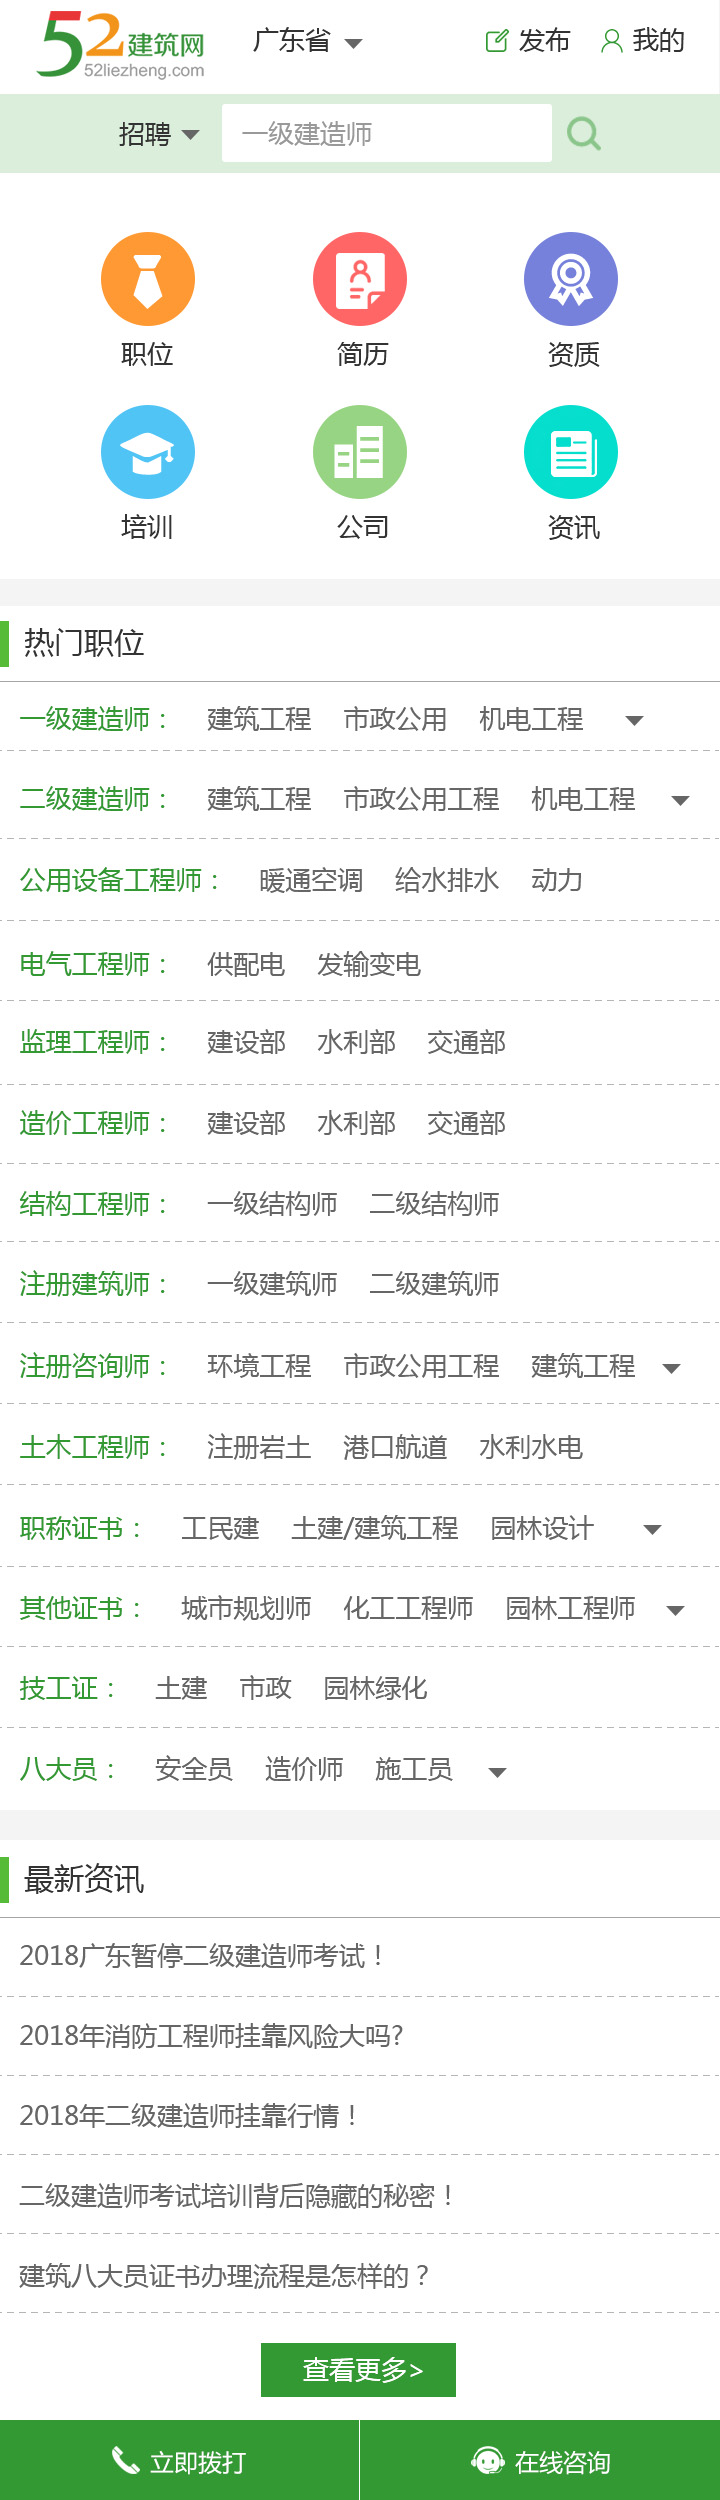 52建筑网 广东省 发布 我的
52liezheng.com
招聘 一级建造师
职位 简历 资质
培训 公司 资讯
热门职位
一级建造师： 建筑工程 市政公用 机电工程
二级建造师： 建筑工程 市政公用工程 机电工程
公用设备工程师： 暖通空调 给水排水 动力
电气工程师： 供配电 发输变电
监理工程师： 建设部 水利部 交通部
造价工程师： 建设部 水利部 交通部
结构工程师： 一级结构师 二级结构师
注册建筑师： 一级建筑师 二级建筑师
注册咨询师： 环境工程 市政公用工程 建筑工程
土木工程师： 注册岩土 港口航道 水利水电
职称证书： 工民建 土建/建筑工程 园林设计
其他证书： 城市规划师 化工工程师 园林工程师
技工证： 土建 市政 园林绿化
八大员： 安全员 造价师 施工员
最新资讯
2018广东暂停二级建造师考试！
2018年消防工程师挂靠风险大吗?
2018年二级建造师挂靠行情！
二级建造师考试培训背后隐藏的秘密！
建筑八大员证书办理流程是怎样的？
查看更多>
立即拨打 在线咨询